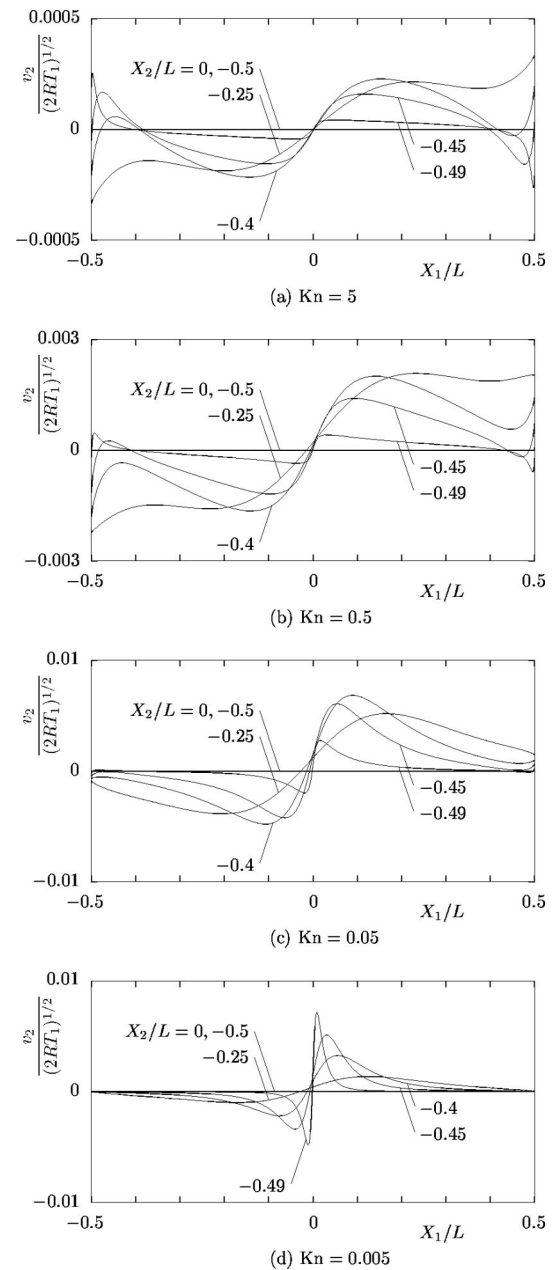 0.0005
v₂
(2RT₁)^{1/2}
X₂/L = 0, −0.5
−0.25
0
−0.45
−0.49
−0.4
−0.0005
−0.5
0
X₁/L
0.5
(a) Kn = 5
0.003
v₂
(2RT₁)^{1/2}
X₂/L = 0, −0.5
−0.25
0
−0.45
−0.49
−0.4
−0.003
−0.5
0
X₁/L
0.5
(b) Kn = 0.5
0.01
v₂
(2RT₁)^{1/2}
X₂/L = 0, −0.5
−0.25
0
−0.45
−0.49
−0.4
−0.01
−0.5
0
X₁/L
0.5
(c) Kn = 0.05
0.01
v₂
(2RT₁)^{1/2}
X₂/L = 0, −0.5
−0.25
0
−0.4
−0.45
−0.49
−0.01
−0.5
0
X₁/L
0.5
(d) Kn = 0.005